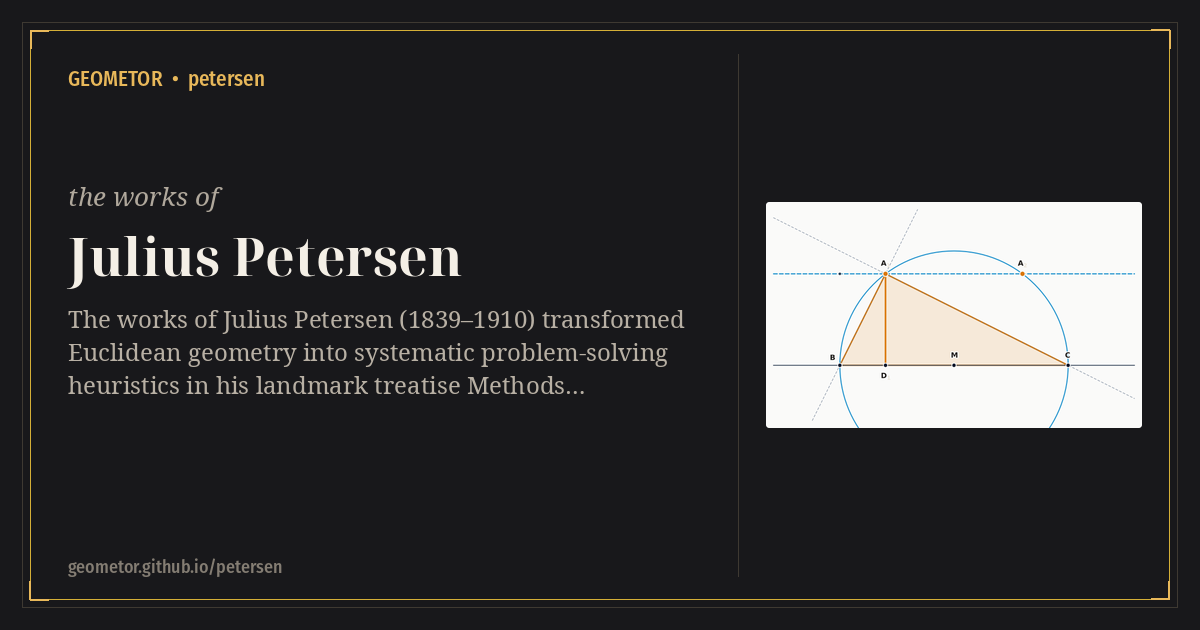 GEOMETOR • petersen
the works of
Julius Petersen
The works of Julius Petersen (1839–1910) transformed
Euclidean geometry into systematic problem-solving
heuristics in his landmark treatise Methods...
A A
B M C
D
geometor.github.io/petersen